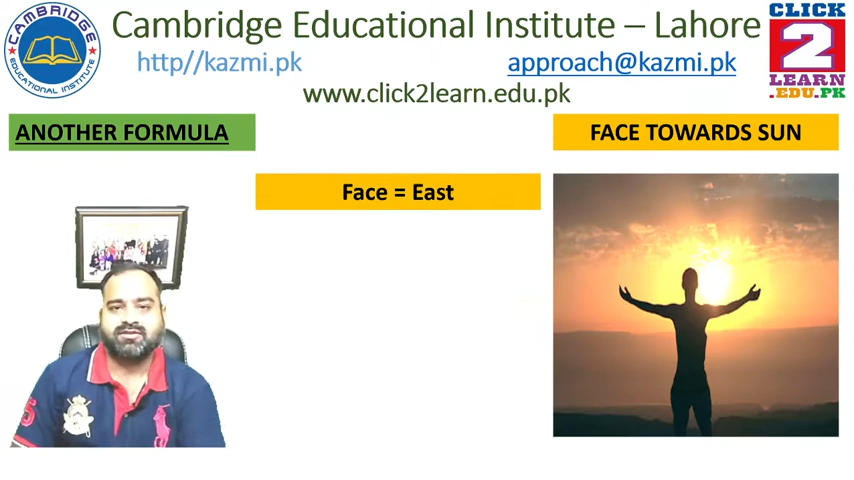 CAMBRIDGE
EDUCATIONAL INSTITUTE
Cambridge Educational Institute – Lahore
http//kazmi.pk
approach@kazmi.pk
www.click2learn.edu.pk
CLICK
2
LEARN
.EDU.PK
ANOTHER FORMULA
FACE TOWARDS SUN
Face = East